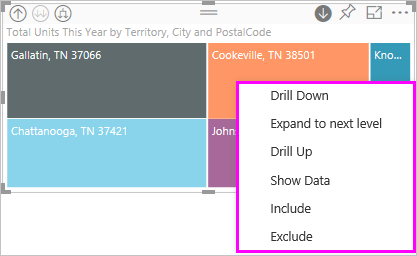 Total Units This Year by Territory, City and PostalCode
Gallatin, TN 37066
Cookeville, TN 38501
Kno...
Chattanooga, TN 37421
John
Drill Down
Expand to next level
Drill Up
Show Data
Include
Exclude